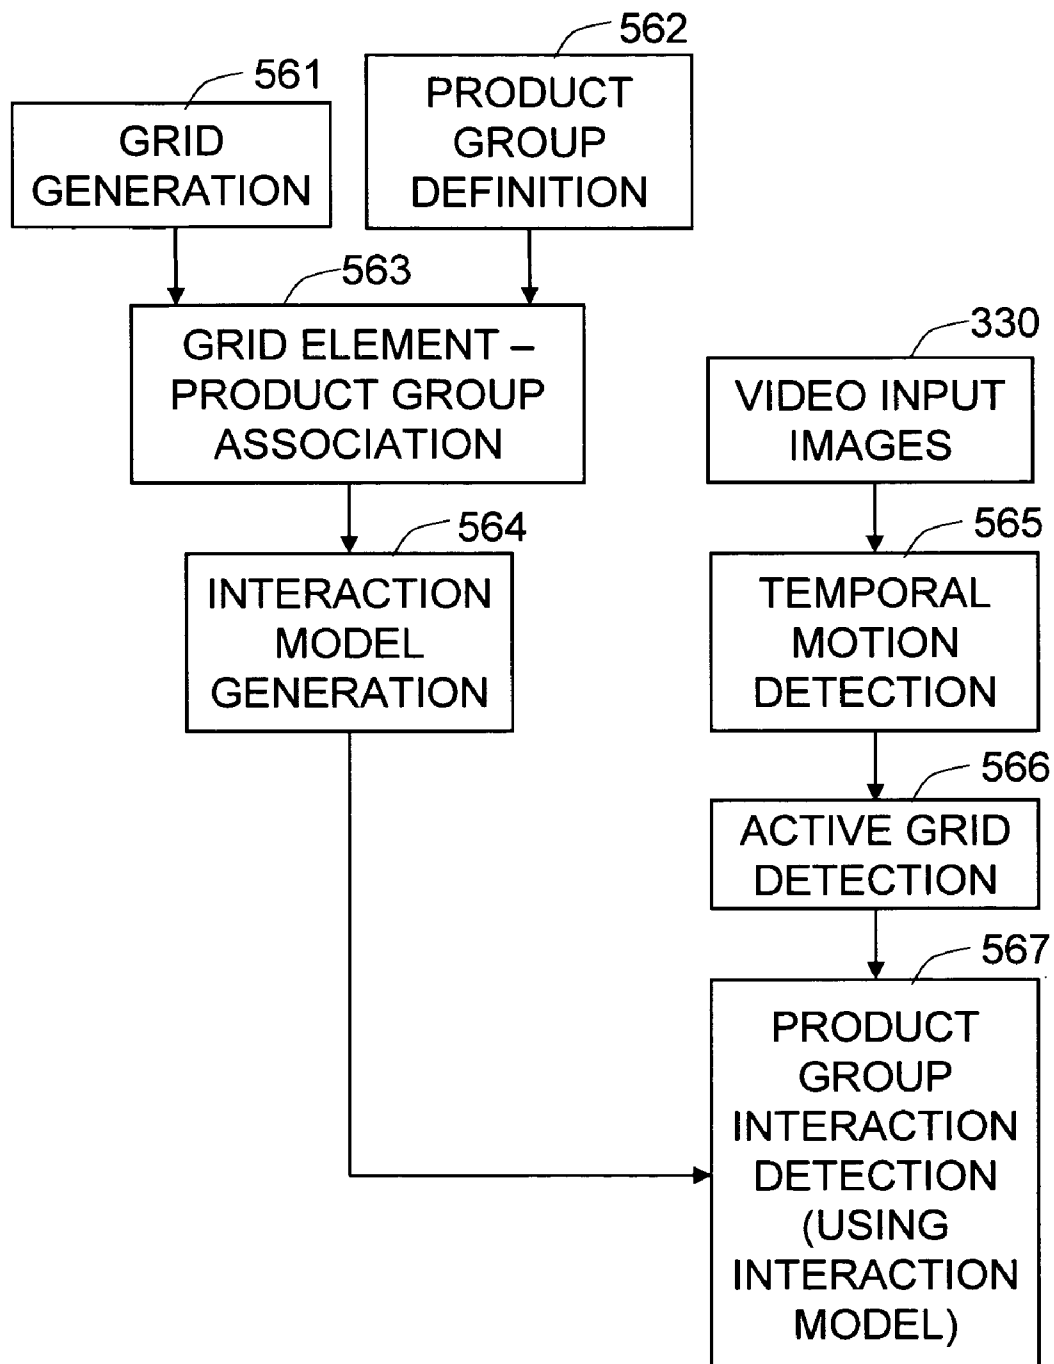 562
561
PRODUCT
GROUP
DEFINITION
GRID
GENERATION
563
GRID ELEMENT –
PRODUCT GROUP
ASSOCIATION
330
VIDEO INPUT
IMAGES
564
INTERACTION
MODEL
GENERATION
565
TEMPORAL
MOTION
DETECTION
566
ACTIVE GRID
DETECTION
567
PRODUCT
GROUP
INTERACTION
DETECTION
(USING
INTERACTION
MODEL)